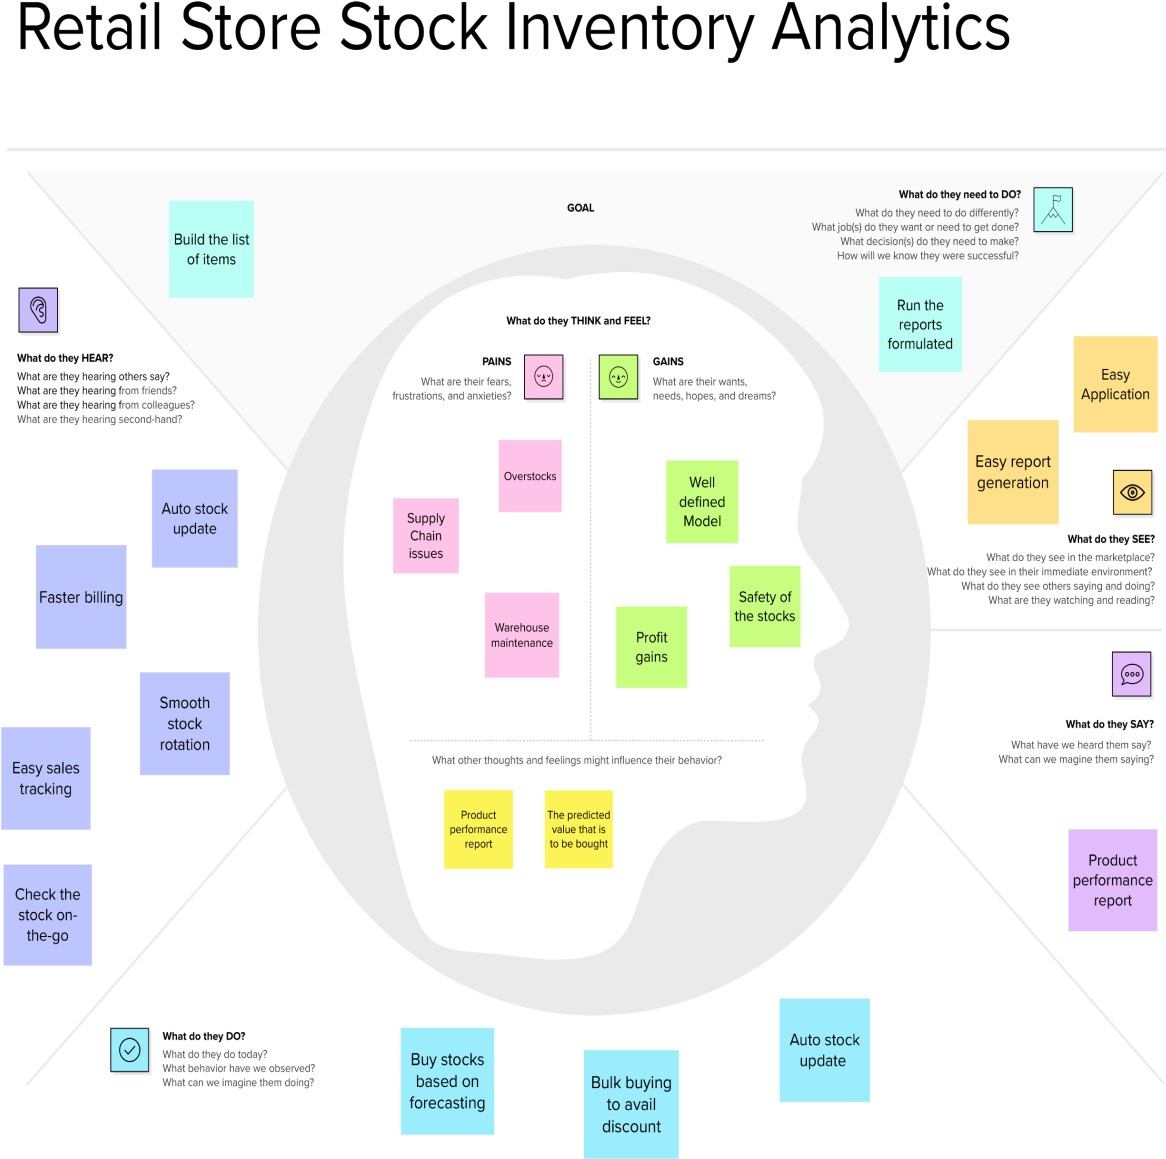 Retail Store Stock Inventory Analytics
GOAL
Build the list
of items
What do they need to DO?
What do they need to do differently?
What job(s) do they want or need to get done?
What decision(s) do they need to make?
How will we know they were successful?
Run the
reports
formulated
What do they HEAR?
What are they hearing others say?
What are they hearing from friends?
What are they hearing from colleagues?
What are they hearing second-hand?
Auto stock
update
Faster billing
Smooth
stock
rotation
Easy sales
tracking
Check the
stock on-
the-go
What do they THINK and FEEL?
PAINS
What are their fears,
frustrations, and anxieties?
Overstocks
Supply
Chain
issues
Warehouse
maintenance
GAINS
What are their wants,
needs, hopes, and dreams?
Well
defined
Model
Safety of
the stocks
Profit
gains
What other thoughts and feelings might influence their behavior?
Product
performance
report
The predicted
value that is
to be bought
Easy
Application
Easy report
generation
What do they SEE?
What do they see in the marketplace?
What do they see in their immediate environment?
What do they see others saying and doing?
What are they watching and reading?
What do they SAY?
What have we heard them say?
What can we magine them saying?
Product
performance
report
What do they DO?
What do they do today?
What behavior have we observed?
What can we imagine them doing?
Buy stocks
based on
forecasting
Bulk buying
to avail
discount
Auto stock
update